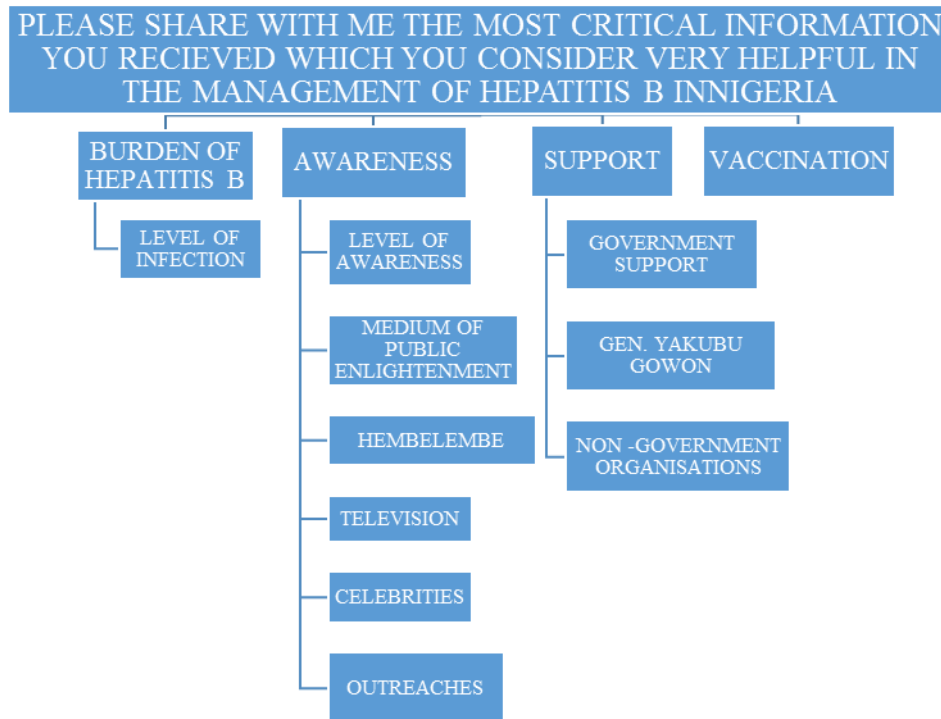 PLEASE SHARE WITH ME THE MOST CRITICAL INFORMATION
YOU RECIEVED WHICH YOU CONSIDER VERY HELPFUL IN
THE MANAGEMENT OF HEPATITIS B INNIGERIA
BURDEN OF
HEPATITIS B
LEVEL OF
INFECTION
AWARENESS
LEVEL OF
AWARENESS
MEDIUM OF
PUBLIC
ENLIGHTENMENT
HEMBELEMBE
TELEVISION
CELEBRITIES
OUTREACHES
SUPPORT
GOVERNMENT
SUPPORT
GEN. YAKUBU
GOWON
NON -GOVERNMENT
ORGANISATIONS
VACCINATION